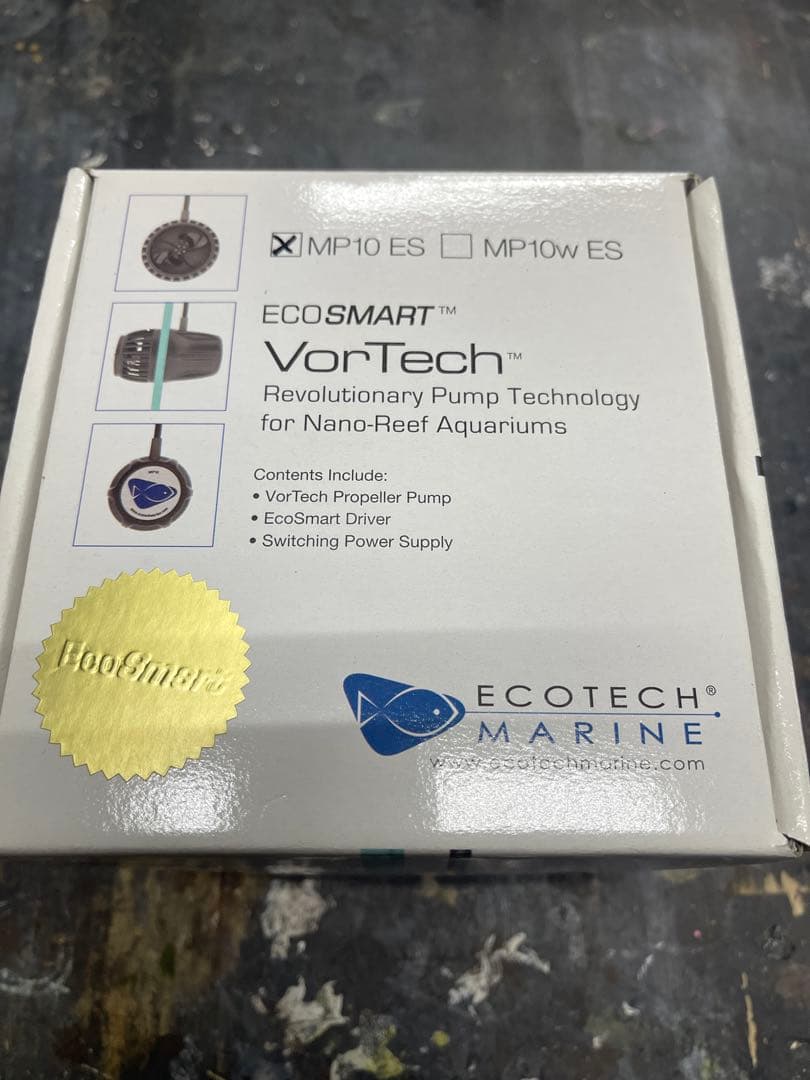 MP10 ES MP10w ES
ECOSMART™
VorTech™
Revolutionary Pump Technology
for Nano-Reef Aquariums
Contents Include:
• VorTech Propeller Pump
• EcoSmart Driver
• Switching Power Supply
EcoSmart
ECOTECH®
MARINE
www.ecotechmarine.com